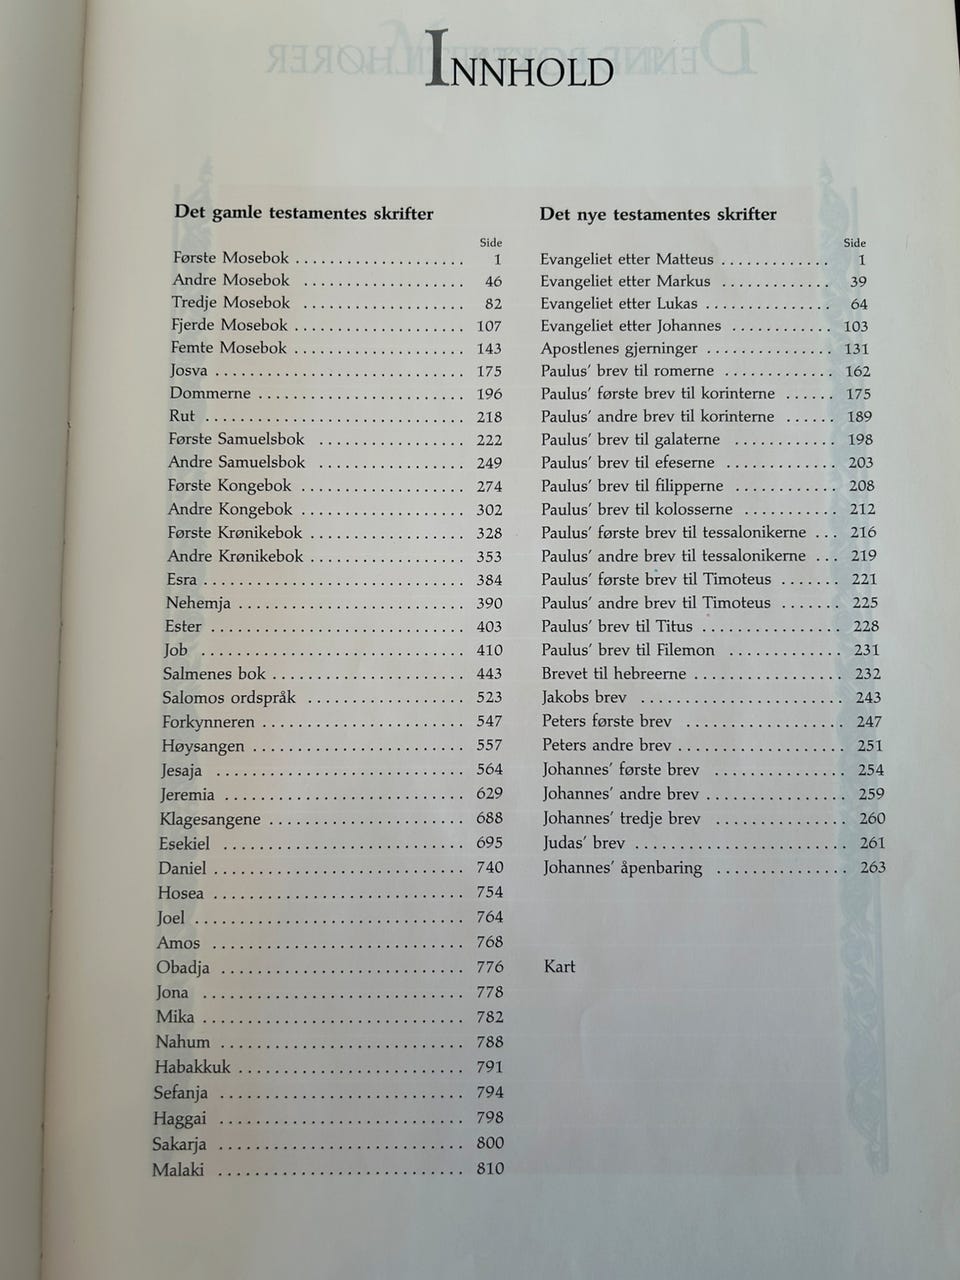 INNHOLD
Det gamle testamentes skrifter
Side
Første Mosebok .................... 1
Andre Mosebok .................. 46
Tredje Mosebok .................. 82
Fjerde Mosebok ................... 107
Femte Mosebok ................... 143
Josva ........................... 175
Dommerne ....................... 196
Rut ............................ 218
Første Samuelsbok ................ 222
Andre Samuelsbok ................ 249
Første Kongebok .................. 274
Andre Kongebok .................. 302
Første Krønikebok ................. 328
Andre Krønikebok ................. 353
Esra ............................ 384
Nehemja ......................... 390
Ester ............................ 403
Job ............................. 410
Salmenes bok ..................... 443
Salomos ordspråk ................. 523
Forkynneren ...................... 547
Høysangen ....................... 557
Jesaja ........................... 564
Jeremia .......................... 629
Klagesangene ..................... 688
Esekiel .......................... 695
Daniel ........................... 740
Hosea ........................... 754
Joel ............................. 764
Amos ........................... 768
Obadja .......................... 776
Jona ............................ 778
Mika ............................ 782
Nahum .......................... 788
Habakkuk ........................ 791
Sefanja .......................... 794
Haggai .......................... 798
Sakarja .......................... 800
Malaki .......................... 810
Det nye testamentes skrifter
Side
Evangeliet etter Matteus ............ 1
Evangeliet etter Markus ............ 39
Evangeliet etter Lukas .............. 64
Evangeliet etter Johannes ........... 103
Apostlenes gjerninger .............. 131
Paulus’ brev til romerne ............ 162
Paulus’ første brev til korinterne ...... 175
Paulus’ andre brev til korinterne ...... 189
Paulus’ brev til galaterne ........... 198
Paulus’ brev til efeserne ............ 203
Paulus’ brev til filipperne ........... 208
Paulus’ brev til kolosserne ........... 212
Paulus’ første brev til tessalonikerne ... 216
Paulus’ andre brev til tessalonikerne ... 219
Paulus’ første brev til Timoteus ....... 221
Paulus’ andre brev til Timoteus ....... 225
Paulus’ brev til Titus ................ 228
Paulus’ brev til Filemon ............. 231
Brevet til hebreerne ................. 232
Jakobs brev ....................... 243
Peters første brev .................. 247
Peters andre brev ................... 251
Johannes’ første brev ............... 254
Johannes’ andre brev ................ 259
Johannes’ tredje brev ............... 260
Judas’ brev ........................ 261
Johannes’ åpenbaring ............... 263
Kart